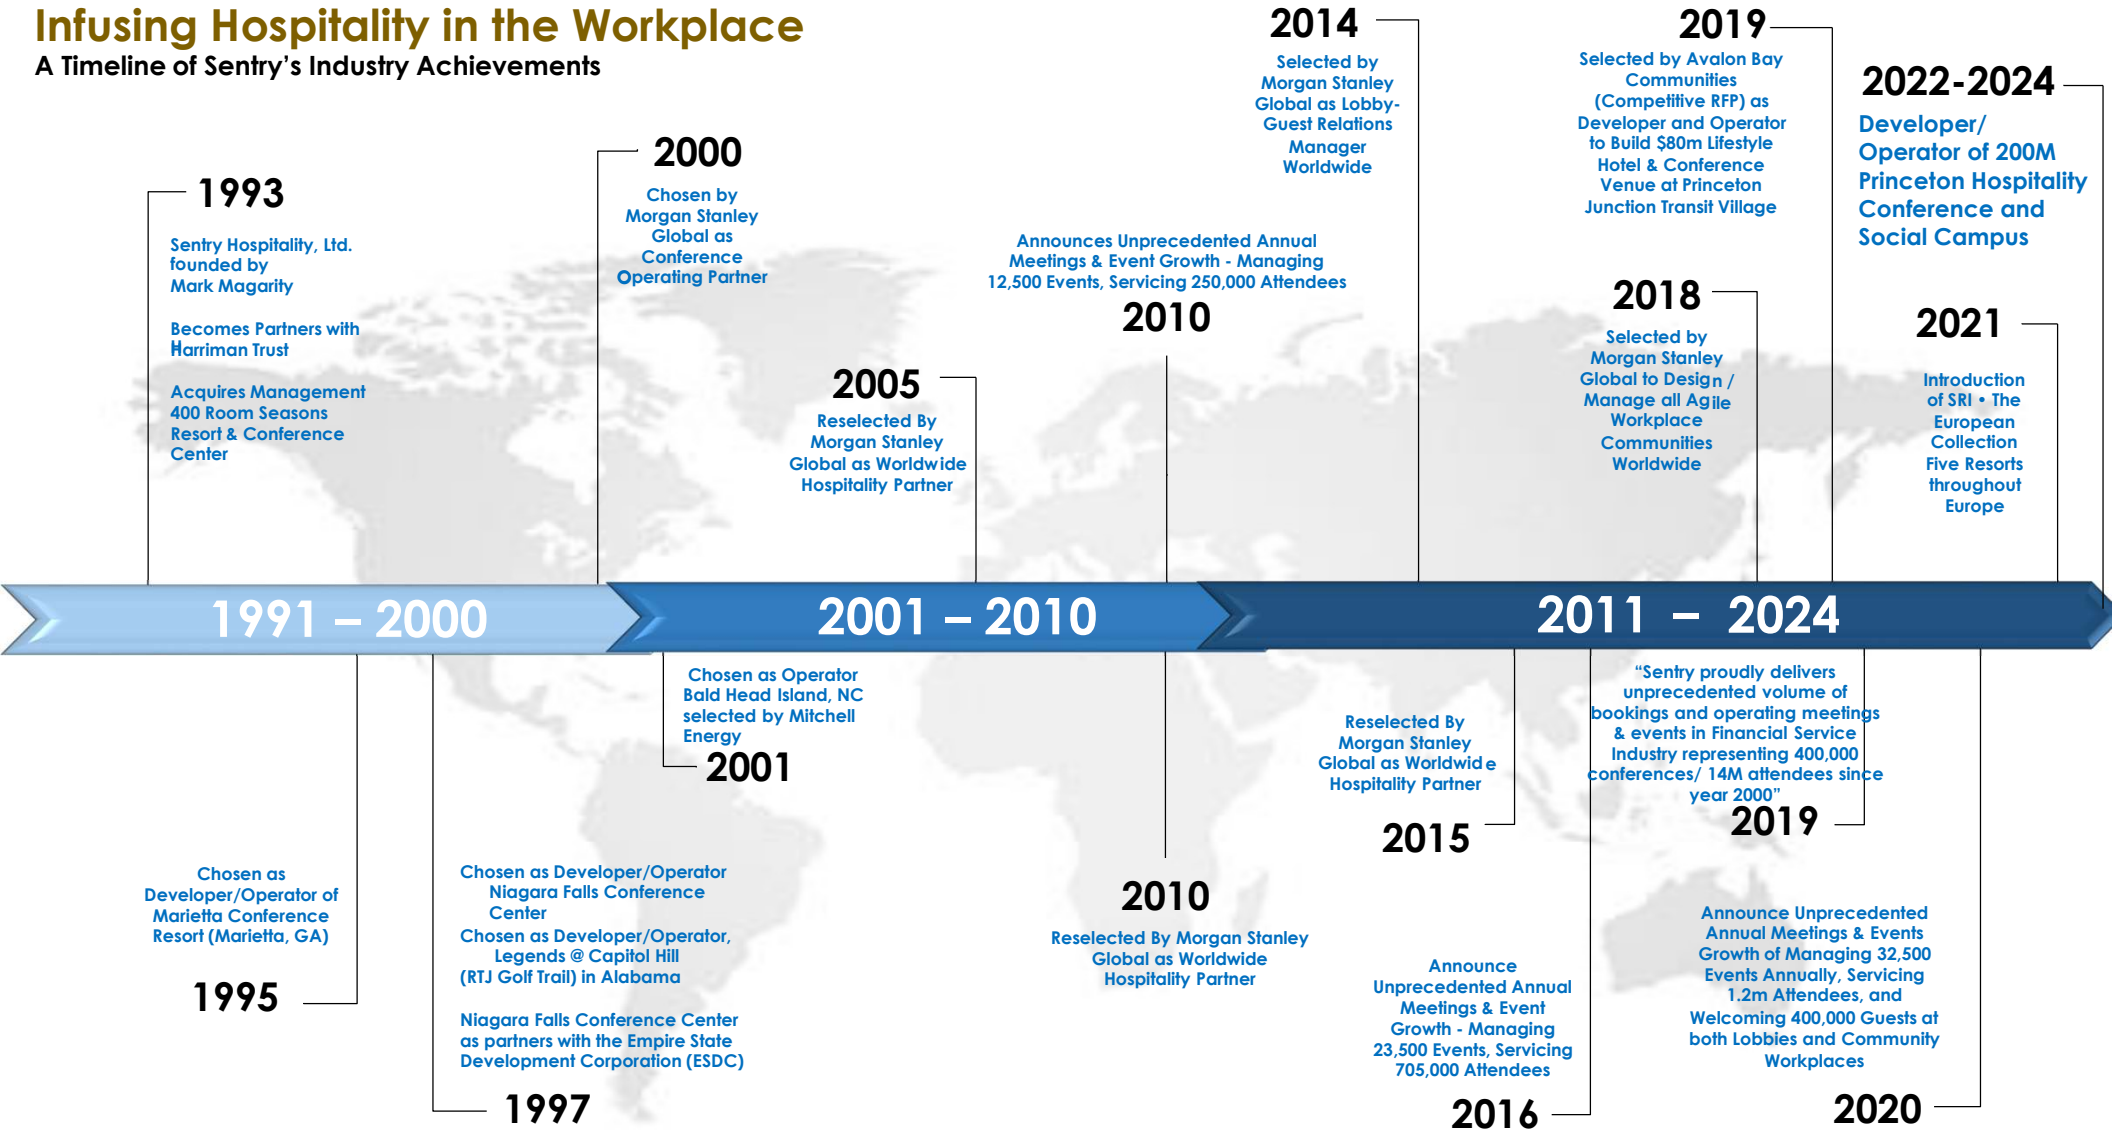 Infusing Hospitality in the Workplace
A Timeline of Sentry's Industry Achievements
1993
Sentry Hospitality, Ltd.
founded by
Mark Magarity
Becomes Partners with
Harriman Trust
Acquires Management
400 Room Seasons
Resort & Conference
Center
2000
Chosen by
Morgan Stanley
Global as
Conference
Operating Partner
2005
Reselected By
Morgan Stanley
Global as Worldwide
Hospitality Partner
Announces Unprecedented Annual
Meetings & Event Growth - Managing
12,500 Events, Servicing 250,000 Attendees
2010
2014
Selected by
Morgan Stanley
Global as Lobby-
Guest Relations
Manager
Worldwide
2019
Selected by Avalon Bay
Communities
(Competitive RFP) as
Developer and Operator
to Build $80m Lifestyle
Hotel & Conference
Venue at Princeton
Junction Transit Village
2018
Selected by
Morgan Stanley
Global to Design /
Manage all Agile
Workplace
Communities
Worldwide
2022-2024
Developer/
Operator of 200M
Princeton Hospitality
Conference and
Social Campus
2021
Introduction
of SRI • The
European
Collection
Five Resorts
throughout
Europe
1991 – 2000
2001 – 2010
2011 – 2024
Chosen as
Developer/Operator of
Marietta Conference
Resort (Marietta, GA)
1995
Chosen as Developer/Operator
Niagara Falls Conference
Center
Chosen as Developer/Operator,
Legends @ Capitol Hill
(RTJ Golf Trail) in Alabama
Niagara Falls Conference Center
as partners with the Empire State
Development Corporation (ESDC)
1997
Chosen as Operator
Bald Head Island, NC
selected by Mitchell
Energy
2001
2010
Reselected By Morgan Stanley
Global as Worldwide
Hospitality Partner
Reselected By
Morgan Stanley
Global as Worldwide
Hospitality Partner
2015
Announce
Unprecedented Annual
Meetings & Event
Growth - Managing
23,500 Events, Servicing
705,000 Attendees
2016
“Sentry proudly delivers
unprecedented volume of
bookings and operating meetings
& events in Financial Service
Industry representing 400,000
conferences/ 14M attendees since
year 2000”
2019
Announce Unprecedented
Annual Meetings & Events
Growth of Managing 32,500
Events Annually, Servicing
1.2m Attendees, and
Welcoming 400,000 Guests at
both Lobbies and Community
Workplaces
2020